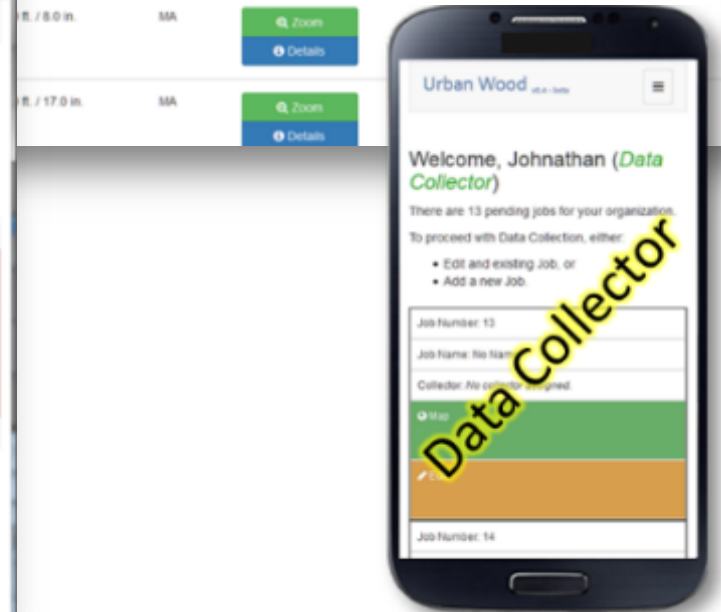 ft. / 8.0 in. MA Zoom
Details
ft. / 17.0 in. MA Zoom
Details
Urban Wood v0.4 - beta
Welcome, Johnathan (Data
Collector)
There are 13 pending jobs for your organization.
To proceed with Data Collection, either:
• Edit and existing Job, or
• Add a new Job.
Job Number: 13
Job Name: No
Collector: No collector assigned.
Map
Job Number: 14
Data Collector